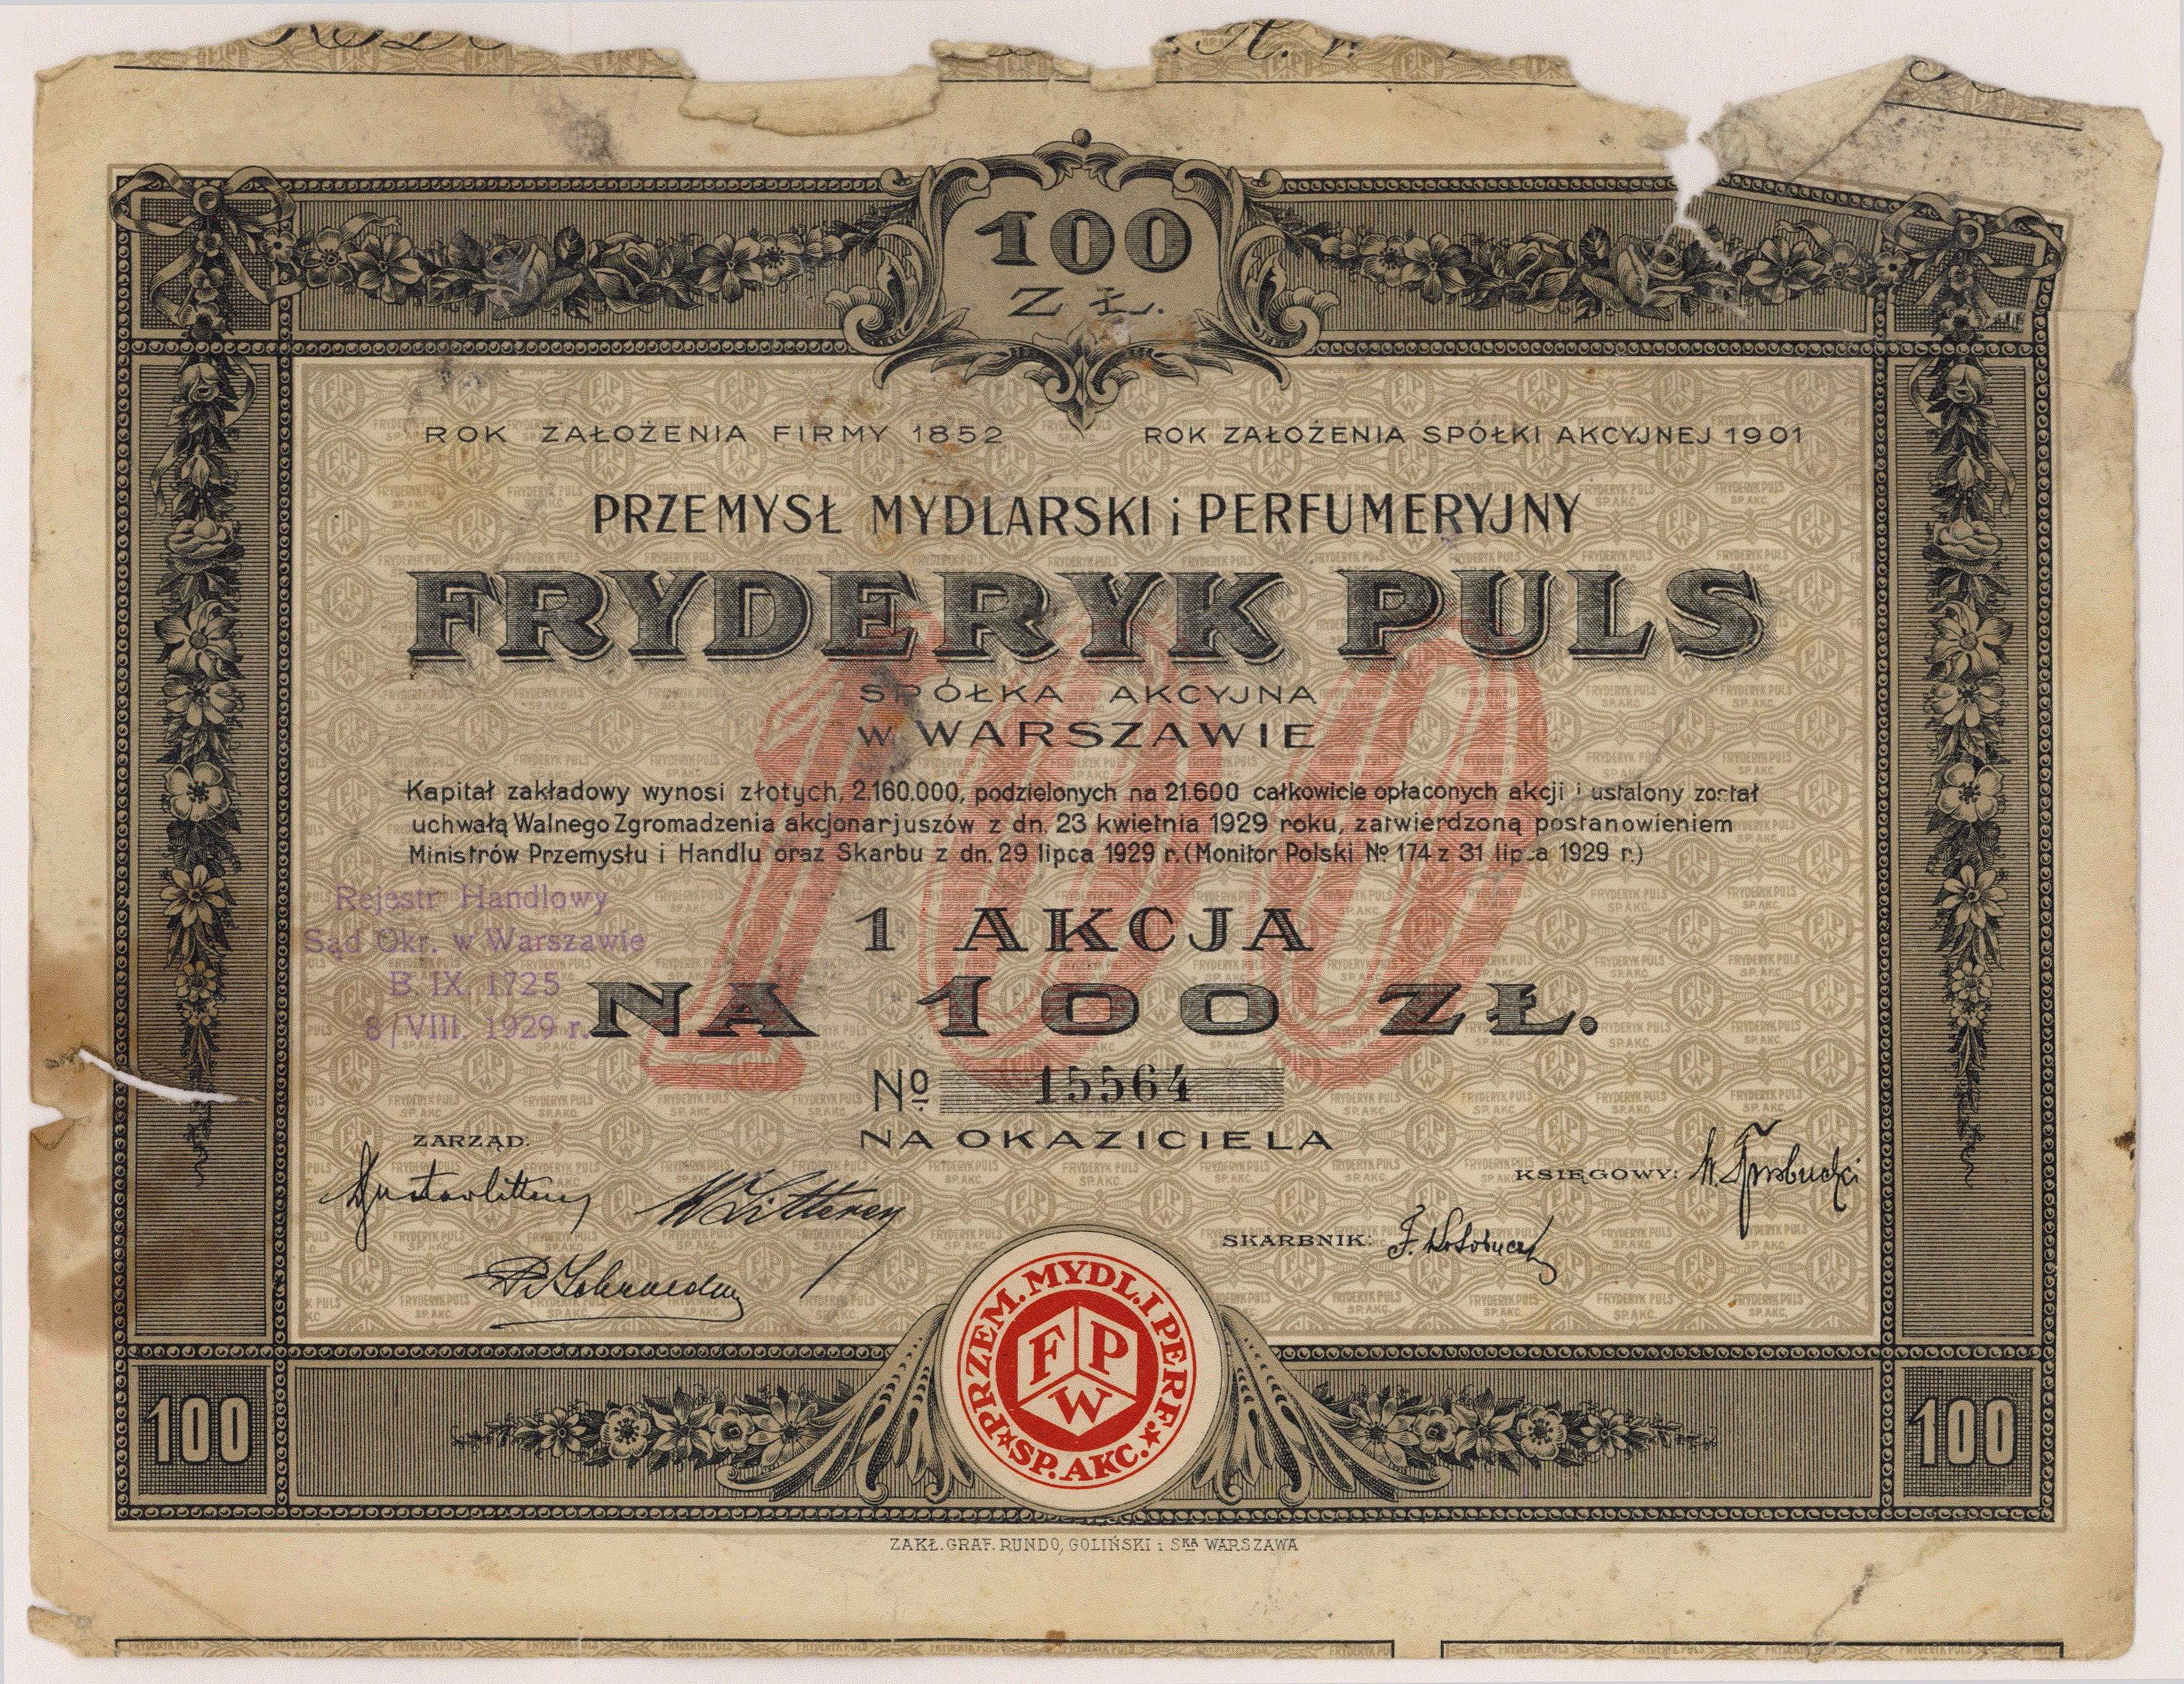 100
ZŁ.
ROK ZAŁOŻENIA FIRMY 1852 ROK ZAŁOŻENIA SPÓŁKI AKCYJNEJ 1901
PRZEMYSŁ MYDLARSKI i PERFUMERYJNY
FRYDERYK PULS
SPÓŁKA AKCYJNA
w WARSZAWIE
100
Kapitał zakładowy wynosi złotych, 2.160.000, podzielonych na 21.600 całkowicie opłaconych akcji i ustalony został
uchwałą Walnego Zgromadzenia akcjonarjuszów z dn. 23 kwietnia 1929 roku, zatwierdzoną postanowieniem
Ministrów Przemysłu i Handlu oraz Skarbu z dn. 29 lipca 1929 r. (Monitor Polski № 174 z 31 lipca 1929 r.)
Rejestr Handlowy
Sąd Okr. w Warszawie
B. IX. 1725
8/VIII. 1929 r.
1 AKCJA
NA 100 ZŁ.
№ 15564
NA OKAZICIELA
ZARZĄD:
KSIĘGOWY:
SKARBNIK:
PRZEM. MYDL. I PERF. SP. AKC.
F P W
100
100
ZAKŁ. GRAF. RUNDO, GOLIŃSKI i SKA WARSZAWA